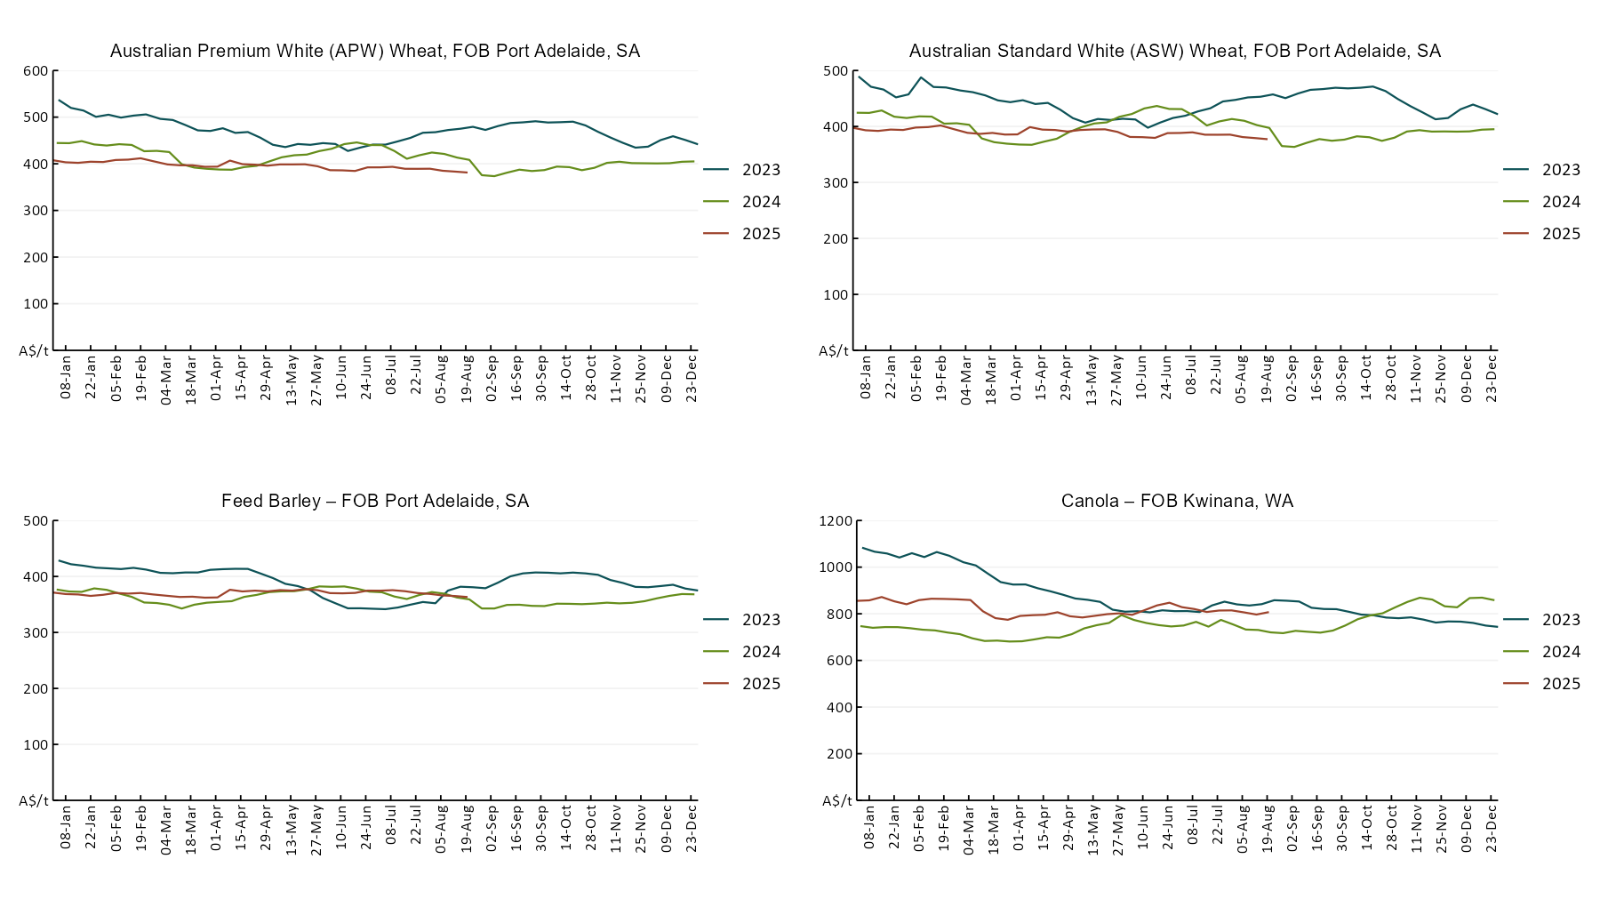 Australian Premium White (APW) Wheat, FOB Port Adelaide, SA
600
500
400
300
200
100
A$/t
08-Jan 22-Jan 05-Feb 19-Feb 04-Mar 18-Mar 01-Apr 15-Apr 29-Apr 13-May 27-May 10-Jun 24-Jun 08-Jul 22-Jul 05-Aug 19-Aug 02-Sep 16-Sep 30-Sep 14-Oct 28-Oct 11-Nov 25-Nov 09-Dec 23-Dec
2023
2024
2025
Australian Standard White (ASW) Wheat, FOB Port Adelaide, SA
500
400
300
200
100
A$/t
08-Jan 22-Jan 05-Feb 19-Feb 04-Mar 18-Mar 01-Apr 15-Apr 29-Apr 13-May 27-May 10-Jun 24-Jun 08-Jul 22-Jul 05-Aug 19-Aug 02-Sep 16-Sep 30-Sep 14-Oct 28-Oct 11-Nov 25-Nov 09-Dec 23-Dec
2023
2024
2025
Feed Barley – FOB Port Adelaide, SA
500
400
300
200
100
A$/t
08-Jan 22-Jan 05-Feb 19-Feb 04-Mar 18-Mar 01-Apr 15-Apr 29-Apr 13-May 27-May 10-Jun 24-Jun 08-Jul 22-Jul 05-Aug 19-Aug 02-Sep 16-Sep 30-Sep 14-Oct 28-Oct 11-Nov 25-Nov 09-Dec 23-Dec
2023
2024
2025
Canola – FOB Kwinana, WA
1200
1000
800
600
400
200
A$/t
08-Jan 22-Jan 05-Feb 19-Feb 04-Mar 18-Mar 01-Apr 15-Apr 29-Apr 13-May 27-May 10-Jun 24-Jun 08-Jul 22-Jul 05-Aug 19-Aug 02-Sep 16-Sep 30-Sep 14-Oct 28-Oct 11-Nov 25-Nov 09-Dec 23-Dec
2023
2024
2025